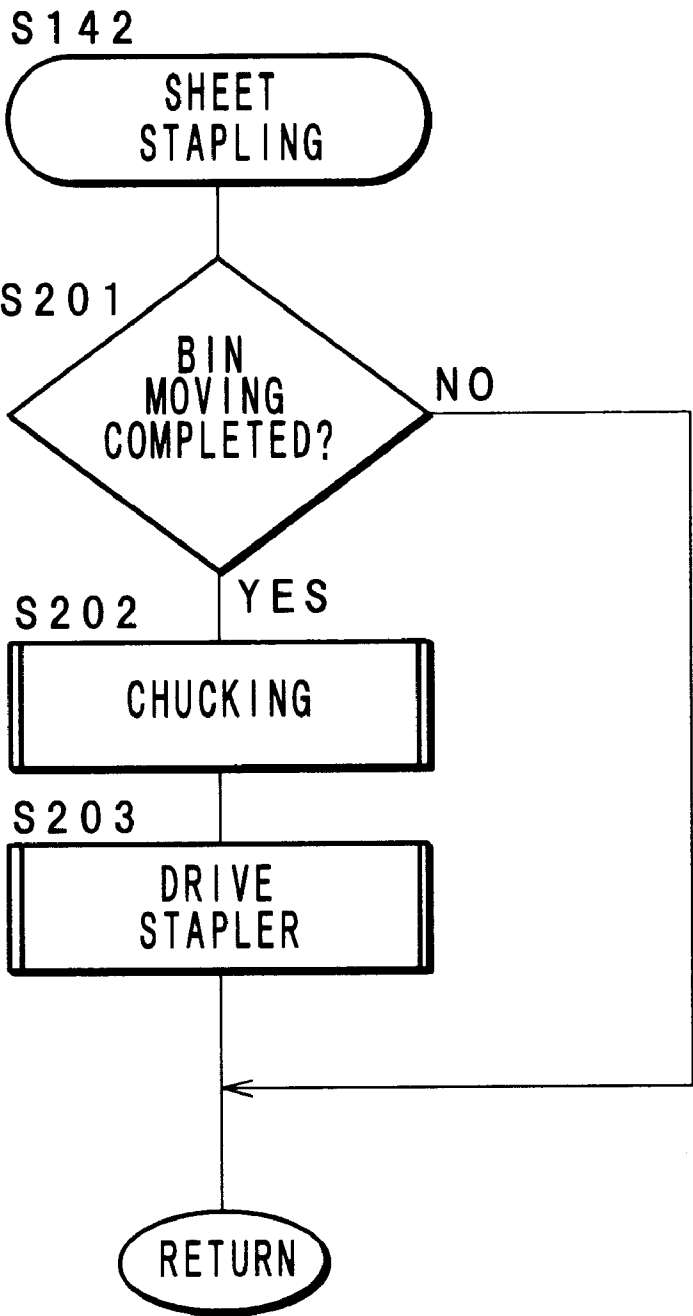 S142
SHEET
STAPLING
S201
BIN
MOVING
COMPLETED?
NO
YES
S202
CHUCKING
S203
DRIVE
STAPLER
RETURN